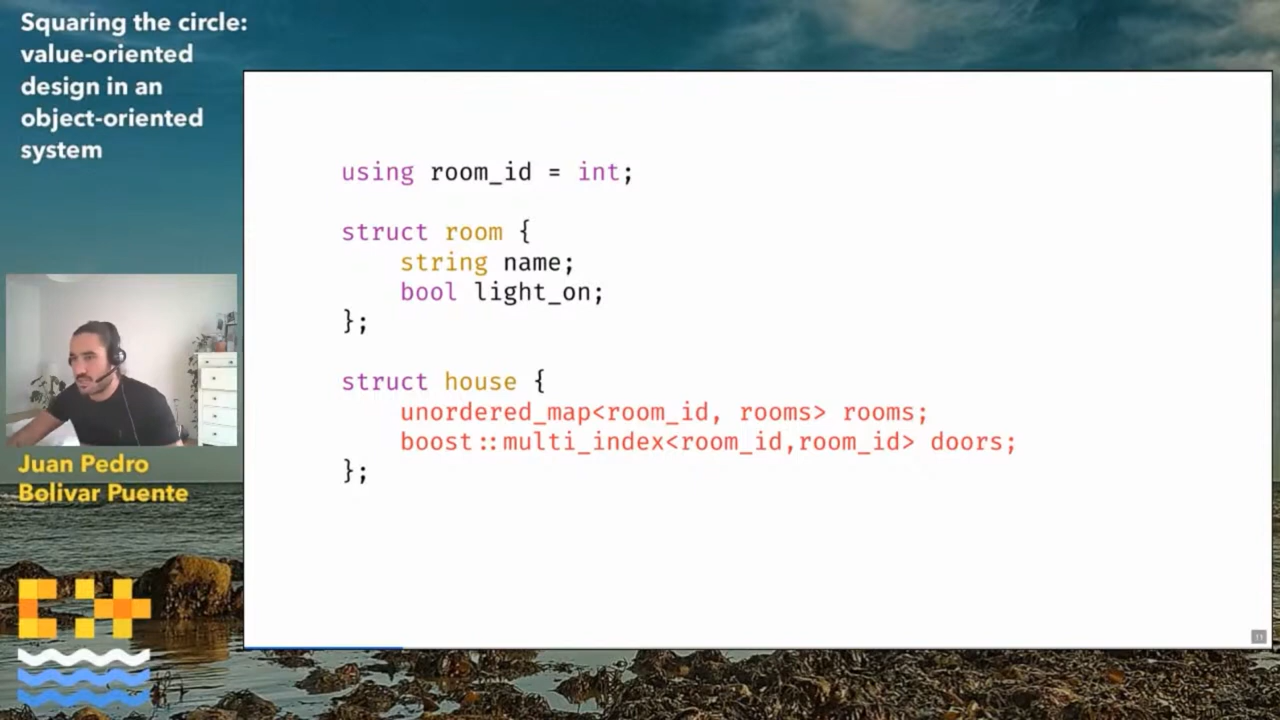 Squaring the circle:
value-oriented
design in an
object-oriented
system
using room_id = int;
struct room {
string name;
bool light_on;
};
struct house {
unordered_map<room_id, rooms> rooms;
boost::multi_index<room_id,room_id> doors;
};
Juan Pedro
Bolivar Puente
C++
11